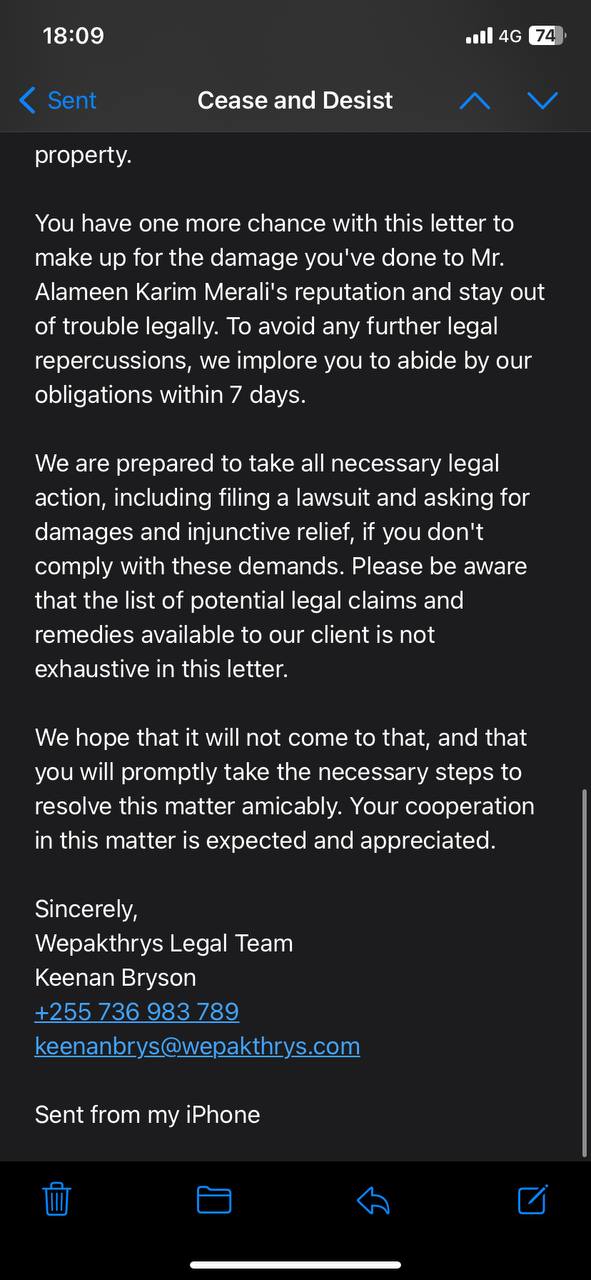 18:09
4G 74
Sent
Cease and Desist
property.
You have one more chance with this letter to
make up for the damage you've done to Mr.
Alameen Karim Merali's reputation and stay out
of trouble legally. To avoid any further legal
repercussions, we implore you to abide by our
obligations within 7 days.
We are prepared to take all necessary legal
action, including filing a lawsuit and asking for
damages and injunctive relief, if you don't
comply with these demands. Please be aware
that the list of potential legal claims and
remedies available to our client is not
exhaustive in this letter.
We hope that it will not come to that, and that
you will promptly take the necessary steps to
resolve this matter amicably. Your cooperation
in this matter is expected and appreciated.
Sincerely,
Wepakthrys Legal Team
Keenan Bryson
+255 736 983 789
keenanbrys@wepakthrys.com
Sent from my iPhone